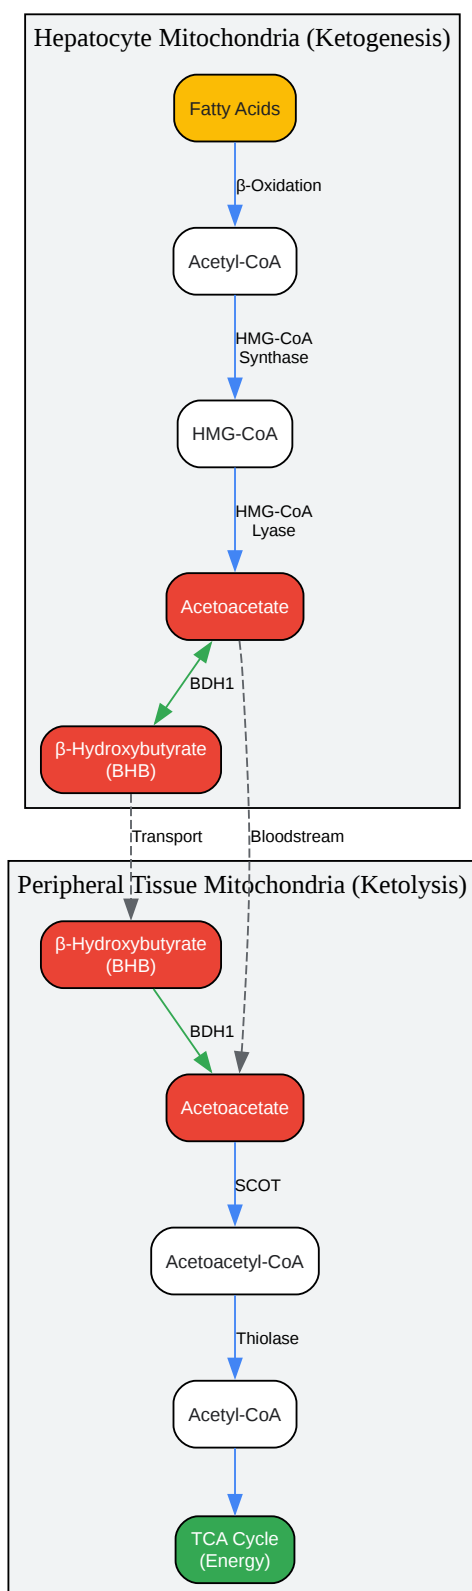 Hepatocyte Mitochondria (Ketogenesis)
Fatty Acids
β-Oxidation
Acetyl-CoA
HMG-CoA
Synthase
HMG-CoA
HMG-CoA
Lyase
Acetoacetate
BDH1
β-Hydroxybutyrate
(BHB)
Transport
Bloodstream
Peripheral Tissue Mitochondria (Ketolysis)
β-Hydroxybutyrate
(BHB)
BDH1
Acetoacetate
SCOT
Acetoacetyl-CoA
Thiolase
Acetyl-CoA
TCA Cycle
(Energy)